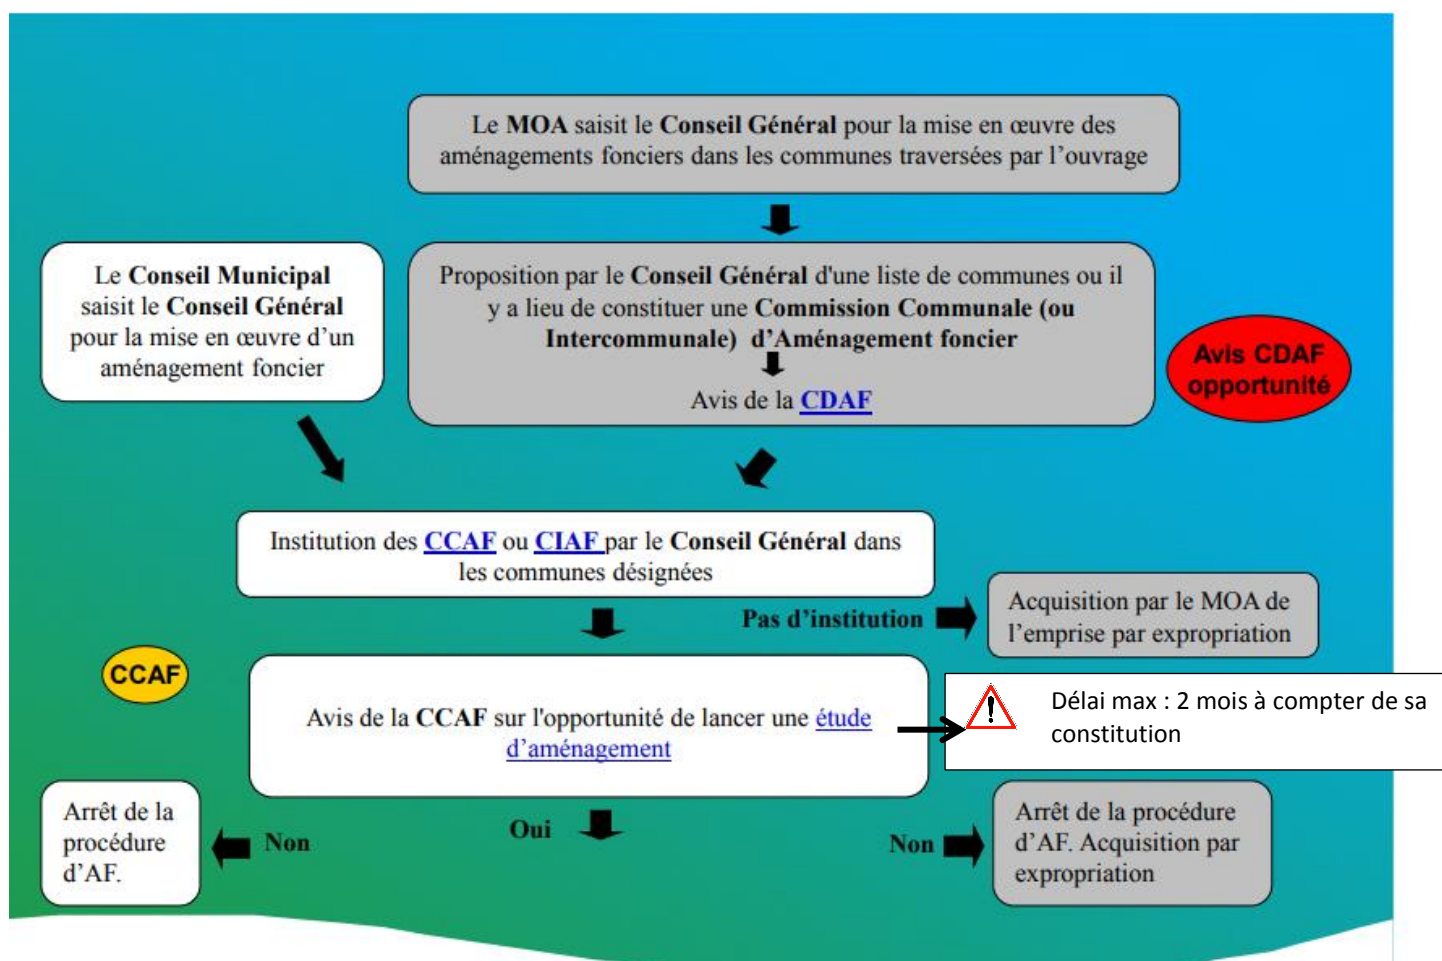 Le MOA saisit le Conseil Général pour la mise en œuvre des
aménagements fonciers dans les communes traversées par l’ouvrage
Le Conseil Municipal
saisit le Conseil Général
pour la mise en œuvre d’un
aménagement foncier
Proposition par le Conseil Général d'une liste de communes ou il
y a lieu de constituer une Commission Communale (ou
Intercommunale) d’Aménagement foncier
Avis de la CDAF
Avis CDAF
opportunité
Institution des CCAF ou CIAF par le Conseil Général dans
les communes désignées
Pas d’institution
Acquisition par le MOA de
l’emprise par expropriation
CCAF
Avis de la CCAF sur l'opportunité de lancer une étude
d’aménagement
Délai max : 2 mois à compter de sa
constitution
Arrêt de la
procédure
d’AF.
Non
Oui
Non
Arrêt de la procédure
d’AF. Acquisition par
expropriation